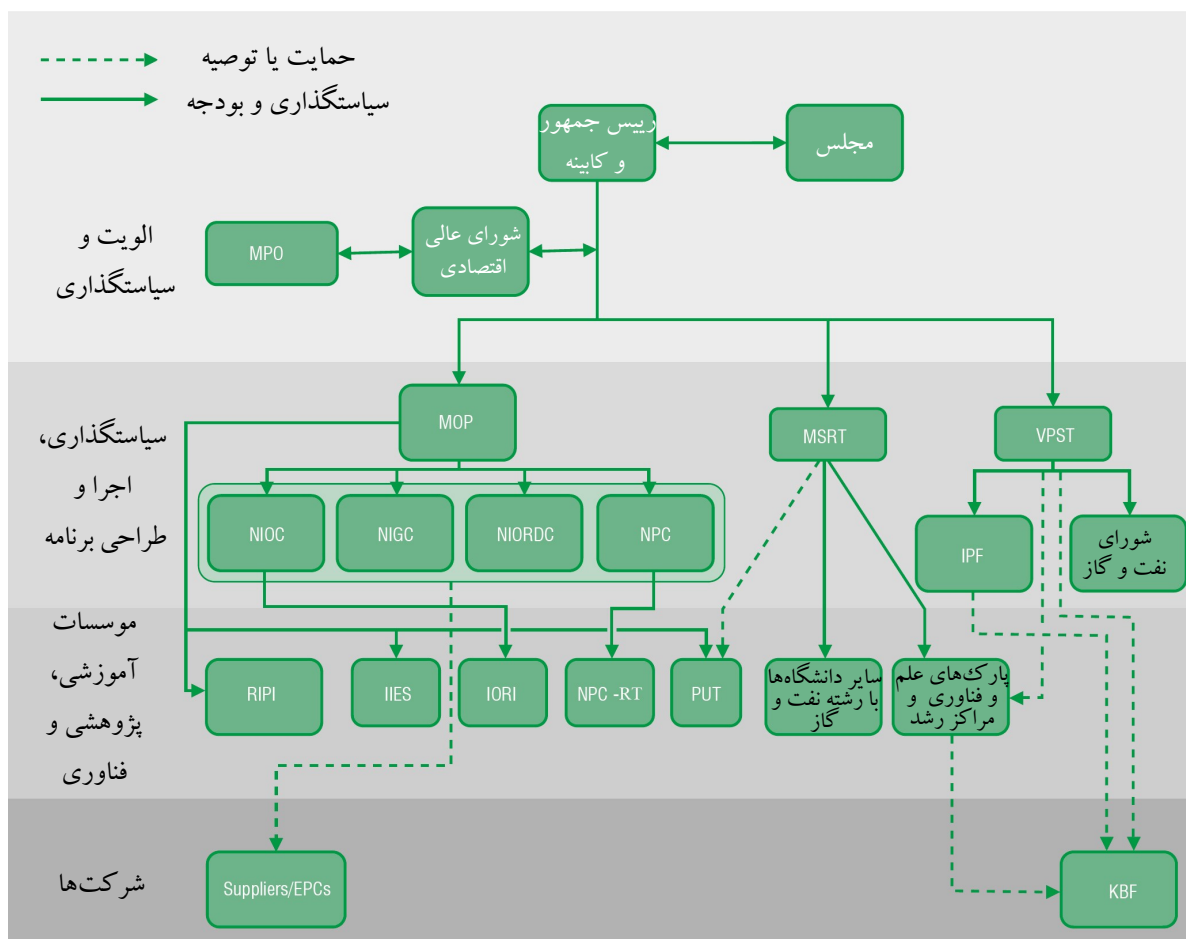 حمایت یا توصیه
سیاستگذاری و بودجه
رییس جمهور
و کابینه
مجلس
الویت و
سیاستگذاری
شورای عالی
اقتصادی
MPO
سیاستگذاری،
اجرا و
طراحی برنامه
MOP
MSRT
VPST
NIOC
NIGC
NIORDC
NPC
IPF
شورای
نفت و گاز
موسسات
آموزشی،
پژوهشی و
فناوری
RIPI
IIES
IORI
NPC -RT
PUT
سایر دانشگاه‌ها
با رشته نفت و
گاز
پارک‌های علم
و فناوری و
مراکز رشد
شرکت‌ها
Suppliers/EPCs
KBF